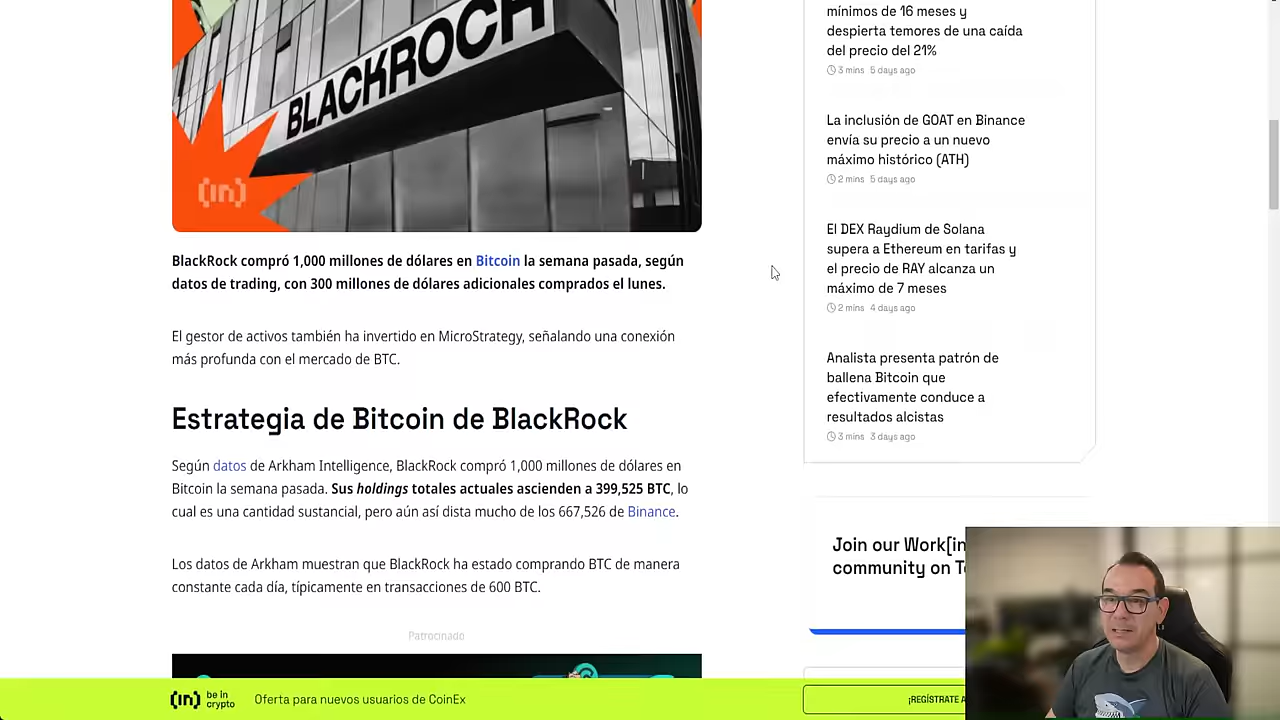 BLACKROCK
(in)
BlackRock compró 1,000 millones de dólares en Bitcoin la semana pasada, según
datos de trading, con 300 millones de dólares adicionales comprados el lunes.
El gestor de activos también ha invertido en MicroStrategy, señalando una conexión
más profunda con el mercado de BTC.
Estrategia de Bitcoin de BlackRock
Según datos de Arkham Intelligence, BlackRock compró 1,000 millones de dólares en
Bitcoin la semana pasada. Sus holdings totales actuales ascienden a 399,525 BTC, lo
cual es una cantidad sustancial, pero aún así dista mucho de los 667,526 de Binance.
Los datos de Arkham muestran que BlackRock ha estado comprando BTC de manera
constante cada día, típicamente en transacciones de 600 BTC.
Patrocinado
mínimos de 16 meses y
despierta temores de una caída
del precio del 21%
3 mins 5 days ago
La inclusión de GOAT en Binance
envía su precio a un nuevo
máximo histórico (ATH)
2 mins 5 days ago
El DEX Raydium de Solana
supera a Ethereum en tarifas y
el precio de RAY alcanza un
máximo de 7 meses
2 mins 4 days ago
Analista presenta patrón de
ballena Bitcoin que
efectivamente conduce a
resultados alcistas
3 mins 3 days ago
Join our Work[in
community on T
(in) be in
crypto
Oferta para nuevos usuarios de CoinEx
¡REGÍSTRATE A